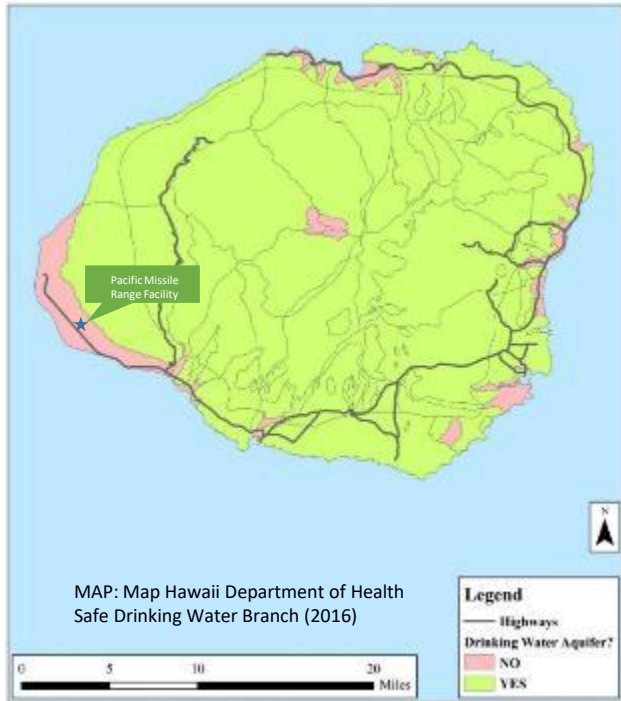 Pacific Missile
Range Facility
N
MAP: Map Hawaii Department of Health
Safe Drinking Water Branch (2016)
Legend
Highways
Drinking Water Aquifer?
NO
YES
0 5 10 20
Miles